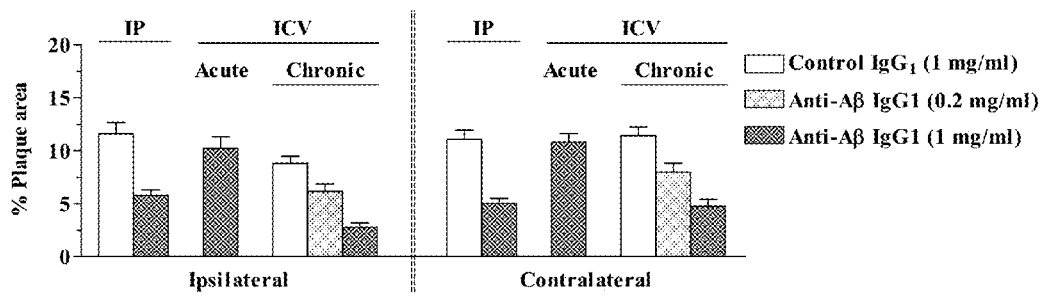 IP ICV IP ICV
20
Acute Chronic Acute Chronic
Control IgG₁ (1 mg/ml)
Anti-Aβ IgG1 (0.2 mg/ml)
Anti-Aβ IgG1 (1 mg/ml)
15
10
5
0
% Plaque area
Ipsilateral Contralateral